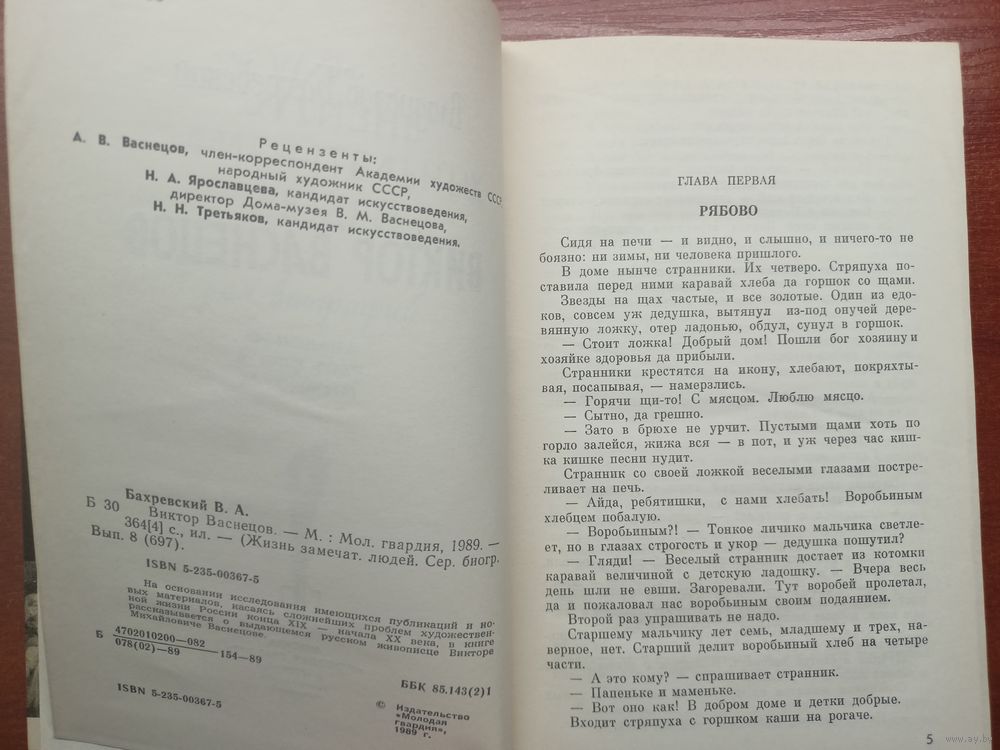 Рецензенты:
А. В. Васнецов, член-корреспондент Академии художеств СССР,
народный художник СССР,
Н. А. Ярославцева, кандидат искусствоведения,
директор Дома-музея В. М. Васнецова,
Н. Н. Третьяков, кандидат искусствоведения.
Бахревский В. А.
Б 30 Виктор Васнецов. — М. : Мол. гвардия, 1989. —
364[4] с., ил. — (Жизнь замечат. людей. Сер. биогр.
Вып. 8 (697).
ISBN 5-235-00367-5
На основании исследования имеющихся публикаций и но-
вых материалов, касаясь сложнейших проблем художествен-
ной жизни России конца XIX — начала XX века, в книге
рассказывается о выдающемся русском живописце Викторе
Михайловиче Васнецове.
Б 4702010200—082 154—89
078(02)—89
ББК 85.143(2)1
ISBN 5-235-00367-5
© Издательство
«Молодая
гвардия»,
1989 г.
ГЛАВА ПЕРВАЯ
РЯБОВО
Сидя на печи — и видно, и слышно, и ничего-то не
боязно: ни зимы, ни человека пришлого.
В доме нынче странники. Их четверо. Стряпуха по-
ставила перед ними каравай хлеба да горшок со щами.
Звезды на щах частые, и все золотые. Один из едо-
ков, совсем уж дедушка, вытянул из-под онучей дере-
вянную ложку, отер ладонью, обдул, сунул в горшок.
— Стоит ложка! Добрый дом! Пошли бог хозяину и
хозяйке здоровья да прибыли.
Странники крестятся на икону, хлебают, покряхты-
вая, посапывая, — намерзлись.
— Горячи щи-то! С мясцом. Люблю мясцо.
— Сытно, да грешно.
— Зато в брюхе не урчит. Пустыми щами хоть по
горло залейся, жижа вся — в пот, и уж через час киш-
ка кишке песни нудит.
Странник со своей ложкой веселыми глазами постре-
ливает на печь.
— Айда, ребятишки, с нами хлебать! Воробьиным
хлебцем побалую.
— Воробьиным?! — Тонкое личико мальчика светле-
ет, но в глазах строгость и укор — дедушка пошутил?
— Гляди! — Веселый странник достает из котомки
каравай величиной с детскую ладошку. — Вчера весь
день шли не евши. Загоревали. Тут воробей пролетал,
да и пожаловал нас воробьиным своим подаянием.
Второй раз упрашивать не надо.
Старшему мальчику лет семь, младшему и трех, на-
верное, нет. Старший делит воробьиный хлеб на четыре
части.
— А это кому? — спрашивает странник.
— Папеньке и маменьке.
— Вот оно как! В добром доме и детки добрые.
Входит стряпуха с горшком каши на рогаче.
5
www.ay.by